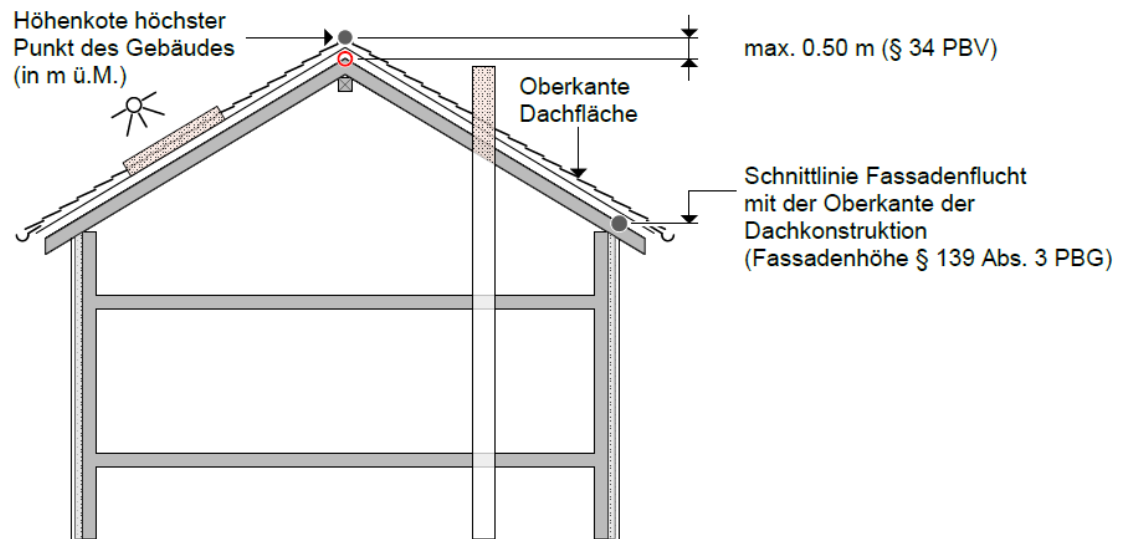 Höhenkote höchster
Punkt des Gebäudes
(in m ü.M.)
max. 0.50 m (§ 34 PBV)
Oberkante
Dachfläche
Schnittlinie Fassadenflucht
mit der Oberkante der
Dachkonstruktion
(Fassadenhöhe § 139 Abs. 3 PBG)